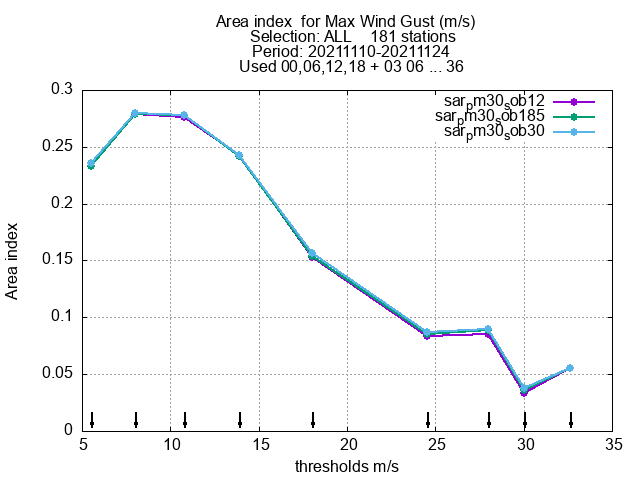 Area index  for Max Wind Gust (m/s)
Selection: ALL    181 stations
Period: 20211110-20211124
Used 00,06,12,18 + 03 06 ... 36
sar_pm30_sob12
sar_pm30_sob185
sar_pm30_sob30
0.3
0.25
0.2
0.15
0.1
0.05
0
Area index
5 10 15 20 25 30 35
thresholds m/s